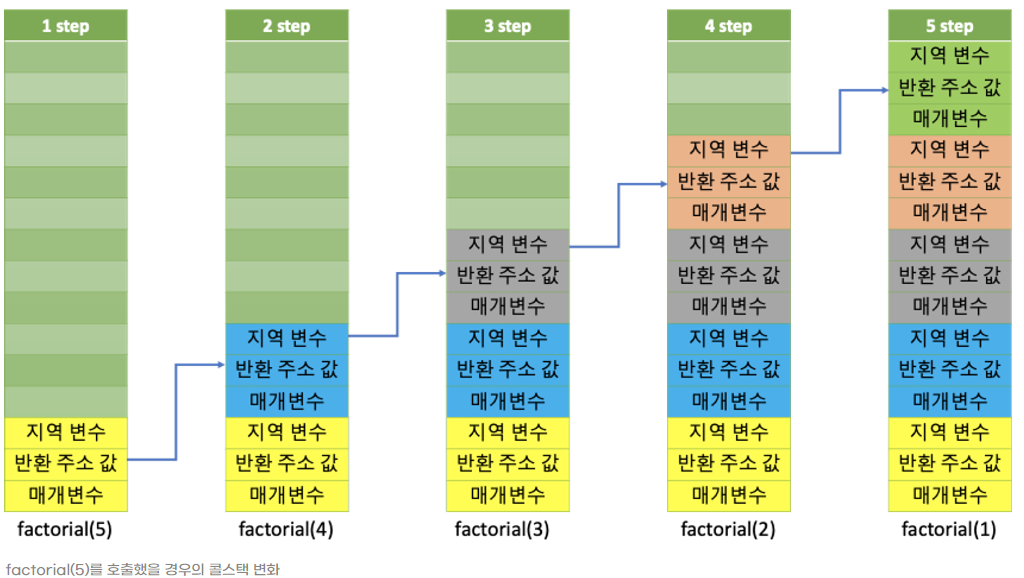 1 step
2 step
3 step
4 step
5 step
지역 변수
반환 주소 값
매개변수
지역 변수
지역 변수
반환 주소 값
반환 주소 값
매개변수
매개변수
지역 변수
지역 변수
지역 변수
반환 주소 값
반환 주소 값
반환 주소 값
매개변수
매개변수
매개변수
지역 변수
지역 변수
지역 변수
지역 변수
반환 주소 값
반환 주소 값
반환 주소 값
반환 주소 값
매개변수
매개변수
매개변수
매개변수
지역 변수
지역 변수
지역 변수
지역 변수
지역 변수
반환 주소 값
반환 주소 값
반환 주소 값
반환 주소 값
반환 주소 값
매개변수
매개변수
매개변수
매개변수
매개변수
factorial(5)
factorial(4)
factorial(3)
factorial(2)
factorial(1)
factorial(5)를 호출했을 경우의 콜스택 변화